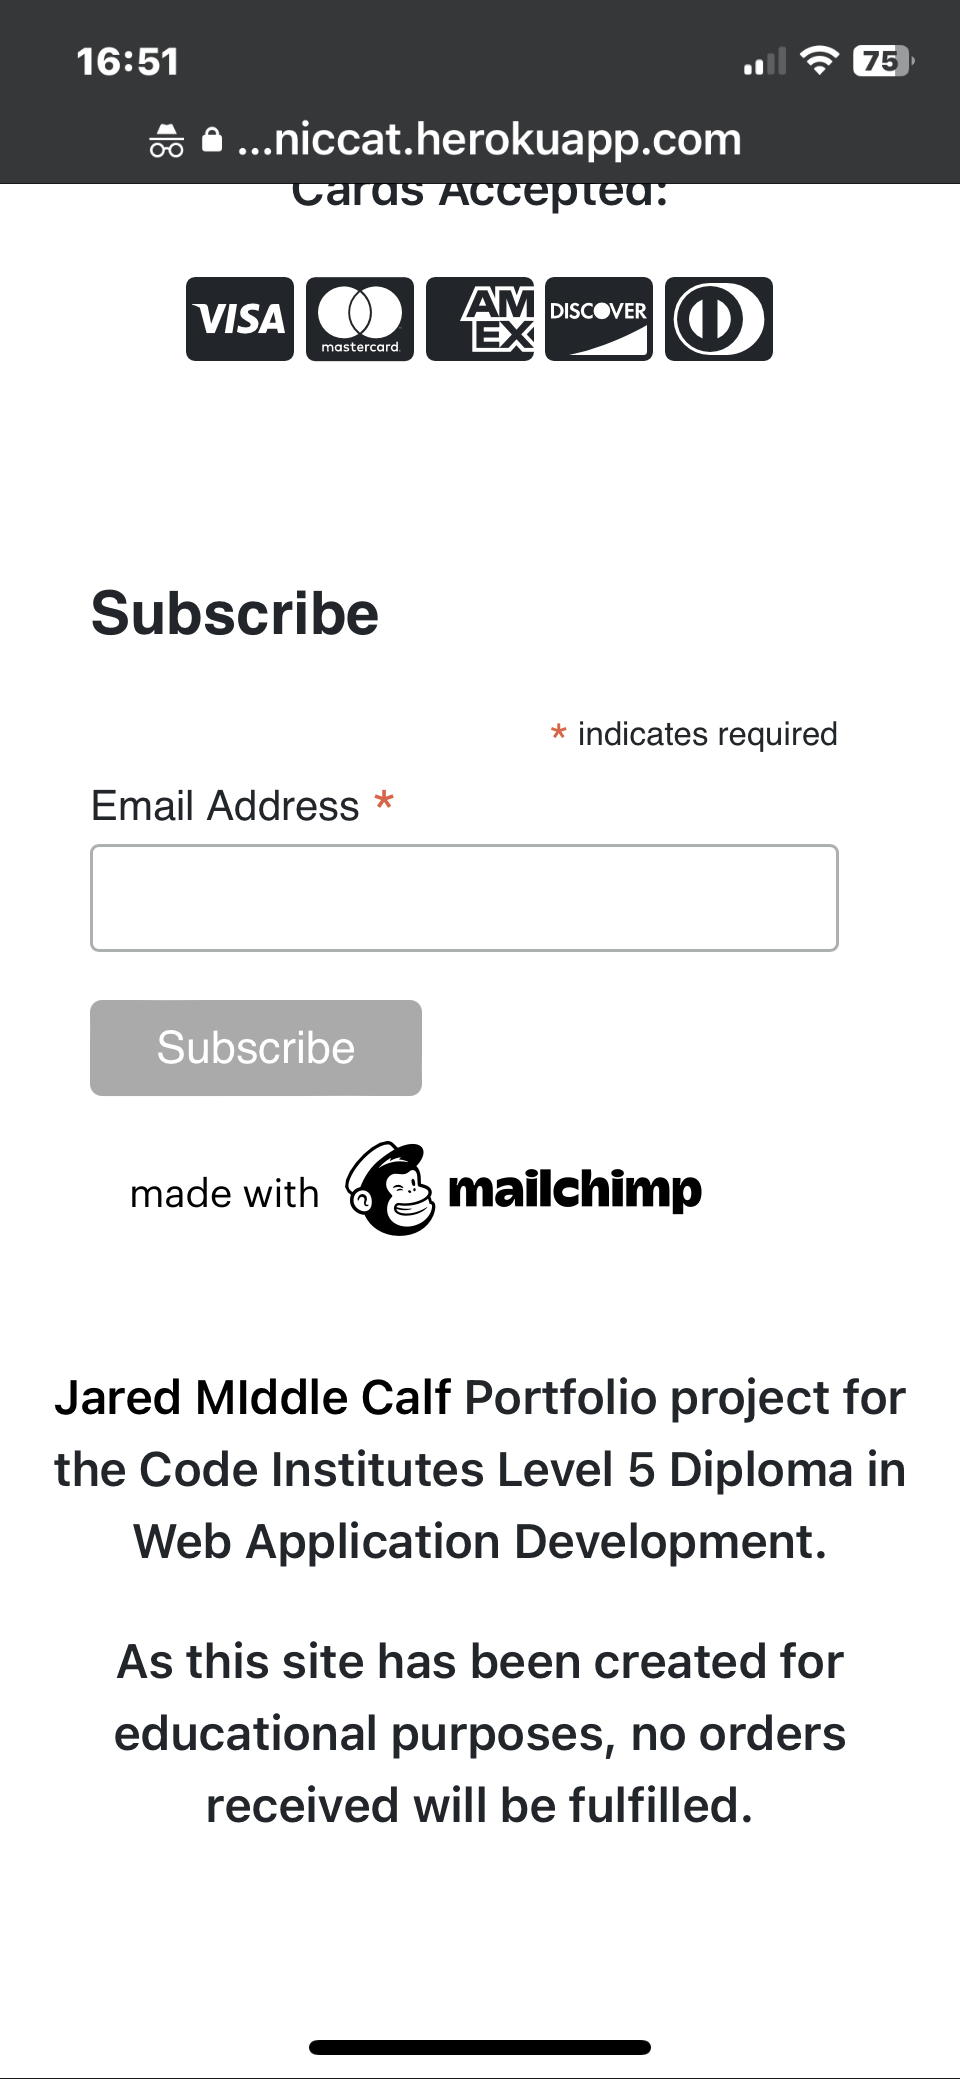 16:51
75
...niccat.herokuapp.com
Cards Accepted:
VISA
mastercard.
AM
EX
DISCOVER
Subscribe
* indicates required
Email Address *
Subscribe
made with mailchimp
Jared MIddle Calf Portfolio project for
the Code Institutes Level 5 Diploma in
Web Application Development.
As this site has been created for
educational purposes, no orders
received will be fulfilled.